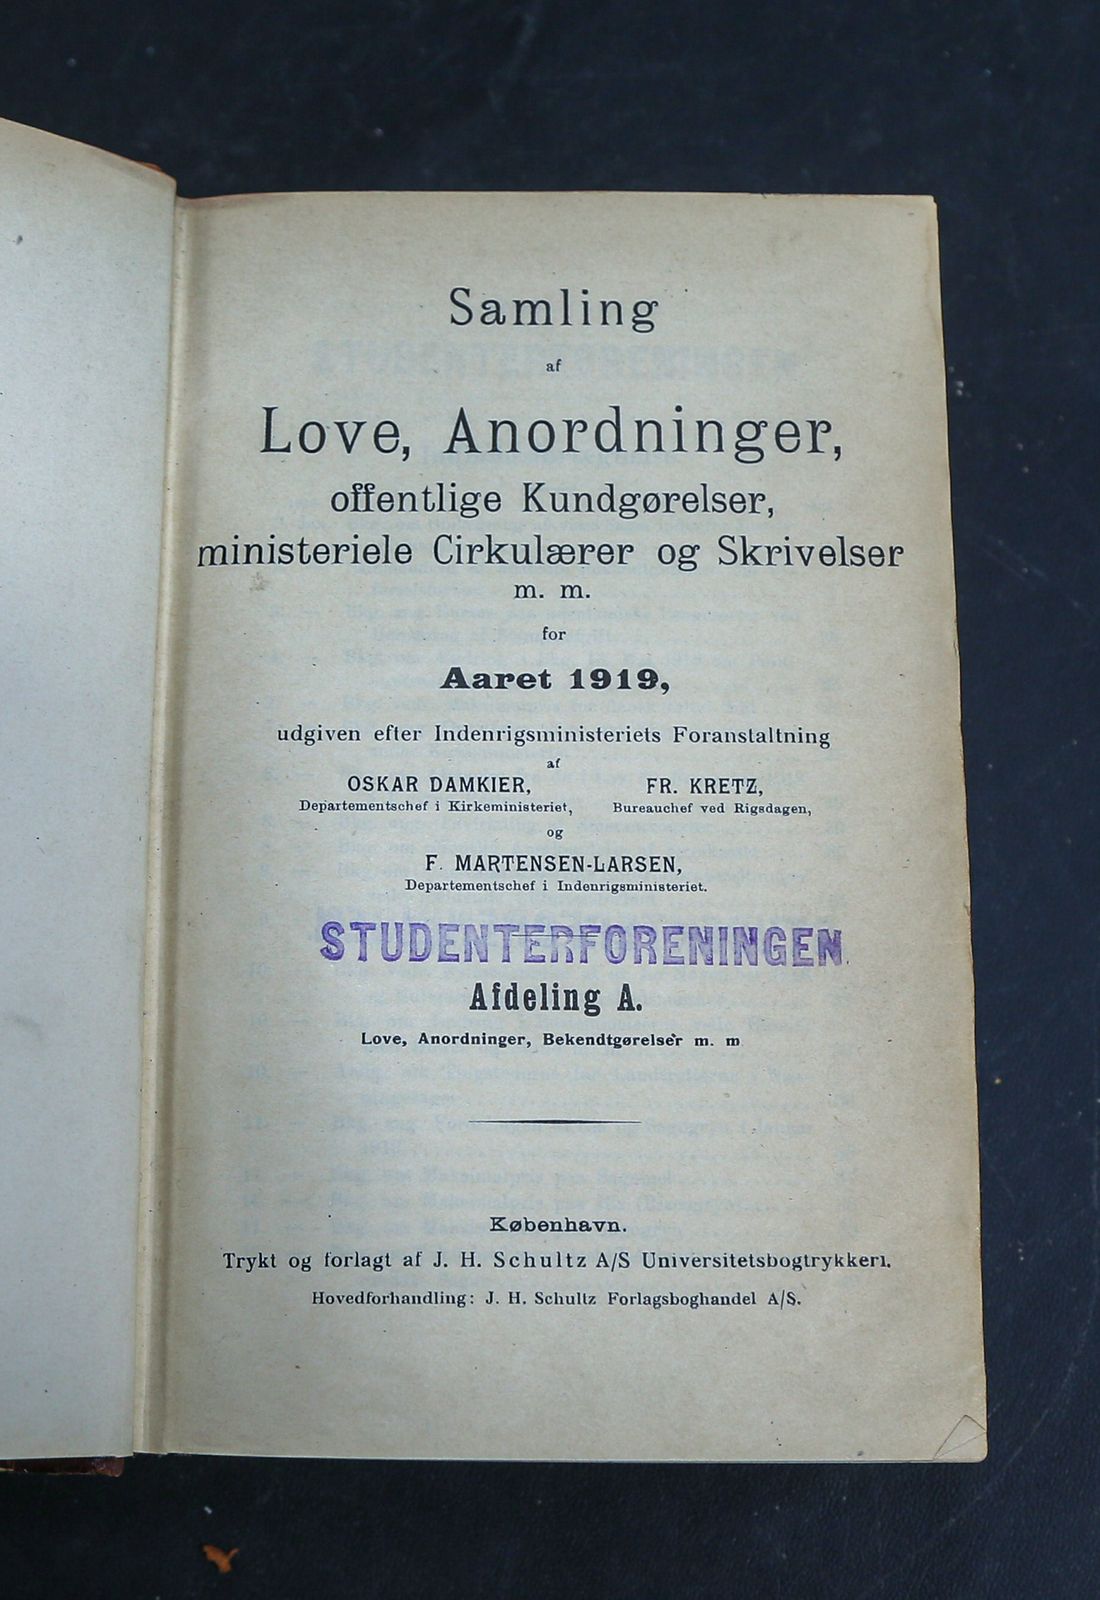 Samling
af
Love, Anordninger,
offentlige Kundgørelser,
ministeriele Cirkulærer og Skrivelser
m. m.
for
Aaret 1919,
udgiven efter Indenrigsministeriets Foranstaltning
af
OSKAR DAMKIER, FR. KRETZ,
Departementschef i Kirkeministeriet, Bureauchef ved Rigsdagen,
og
F. MARTENSEN-LARSEN,
Departementschef i Indenrigsministeriet.
STUDENTERFORENINGEN
Afdeling A.
Love, Anordninger, Bekendtgørelser m. m
København.
Trykt og forlagt af J. H. Schultz A/S Universitetsbogtrykkeri.
Hovedforhandling: J. H. Schultz Forlagsboghandel A/S.